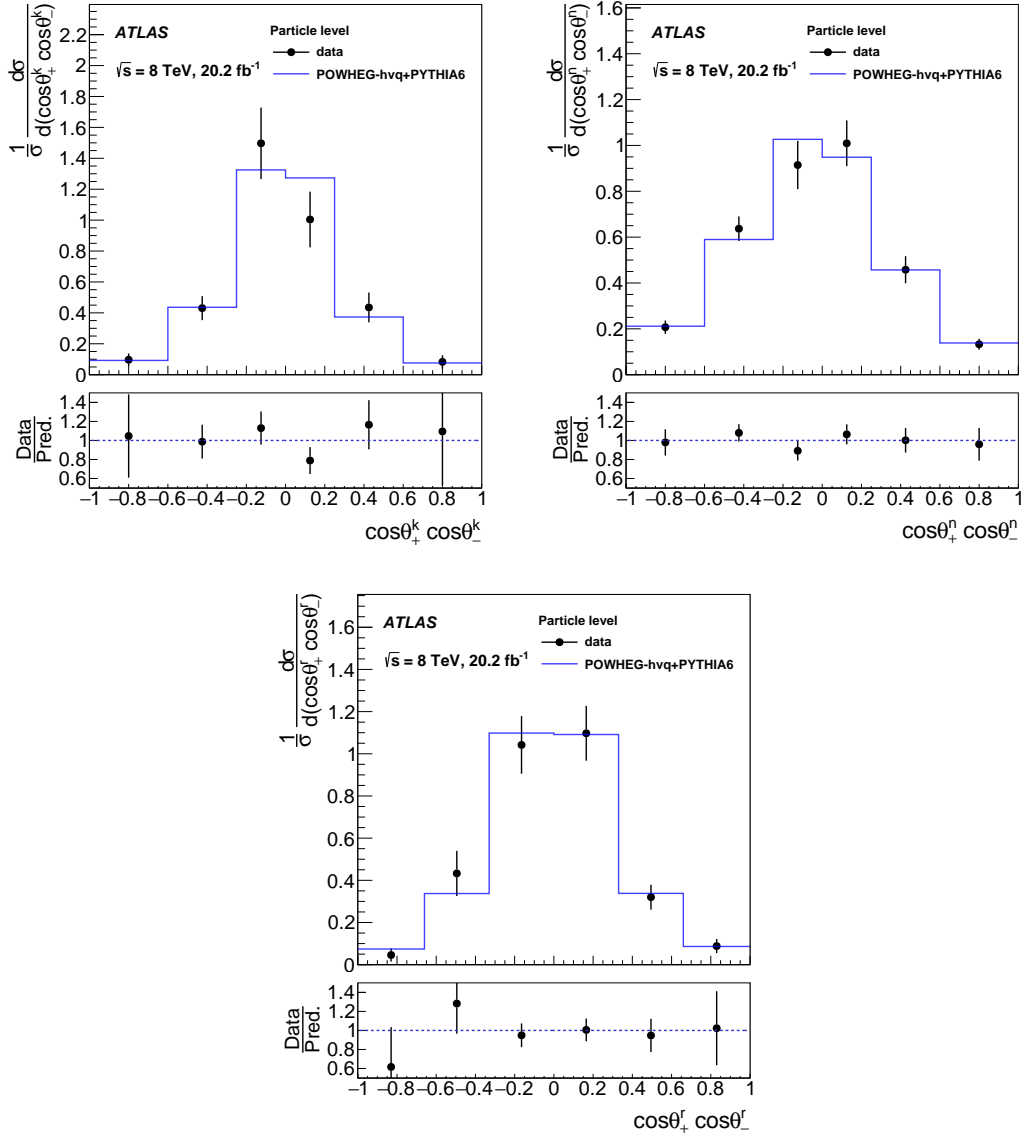 ATLAS
Particle level
data
√s = 8 TeV, 20.2 fb⁻¹
POWHEG-hvq+PYTHIA6
1/σ dσ/d(cosθ₊ᵏ cosθ₋ᵏ)
2.2
2
1.8
1.6
1.4
1.2
1
0.8
0.6
0.4
0.2
0
Data/Pred.
1.4
1.2
1
0.8
0.6
−1 −0.8 −0.6 −0.4 −0.2 0 0.2 0.4 0.6 0.8 1
cosθ₊ᵏ cosθ₋ᵏ
ATLAS
Particle level
data
√s = 8 TeV, 20.2 fb⁻¹
POWHEG-hvq+PYTHIA6
1/σ dσ/d(cosθ₊ⁿ cosθ₋ⁿ)
1.6
1.4
1.2
1
0.8
0.6
0.4
0.2
0
Data/Pred.
1.4
1.2
1
0.8
0.6
−1 −0.8 −0.6 −0.4 −0.2 0 0.2 0.4 0.6 0.8 1
cosθ₊ⁿ cosθ₋ⁿ
ATLAS
Particle level
data
√s = 8 TeV, 20.2 fb⁻¹
POWHEG-hvq+PYTHIA6
1/σ dσ/d(cosθ₊ʳ cosθ₋ʳ)
1.6
1.4
1.2
1
0.8
0.6
0.4
0.2
0
Data/Pred.
1.4
1.2
1
0.8
0.6
−1 −0.8 −0.6 −0.4 −0.2 0 0.2 0.4 0.6 0.8 1
cosθ₊ʳ cosθ₋ʳ